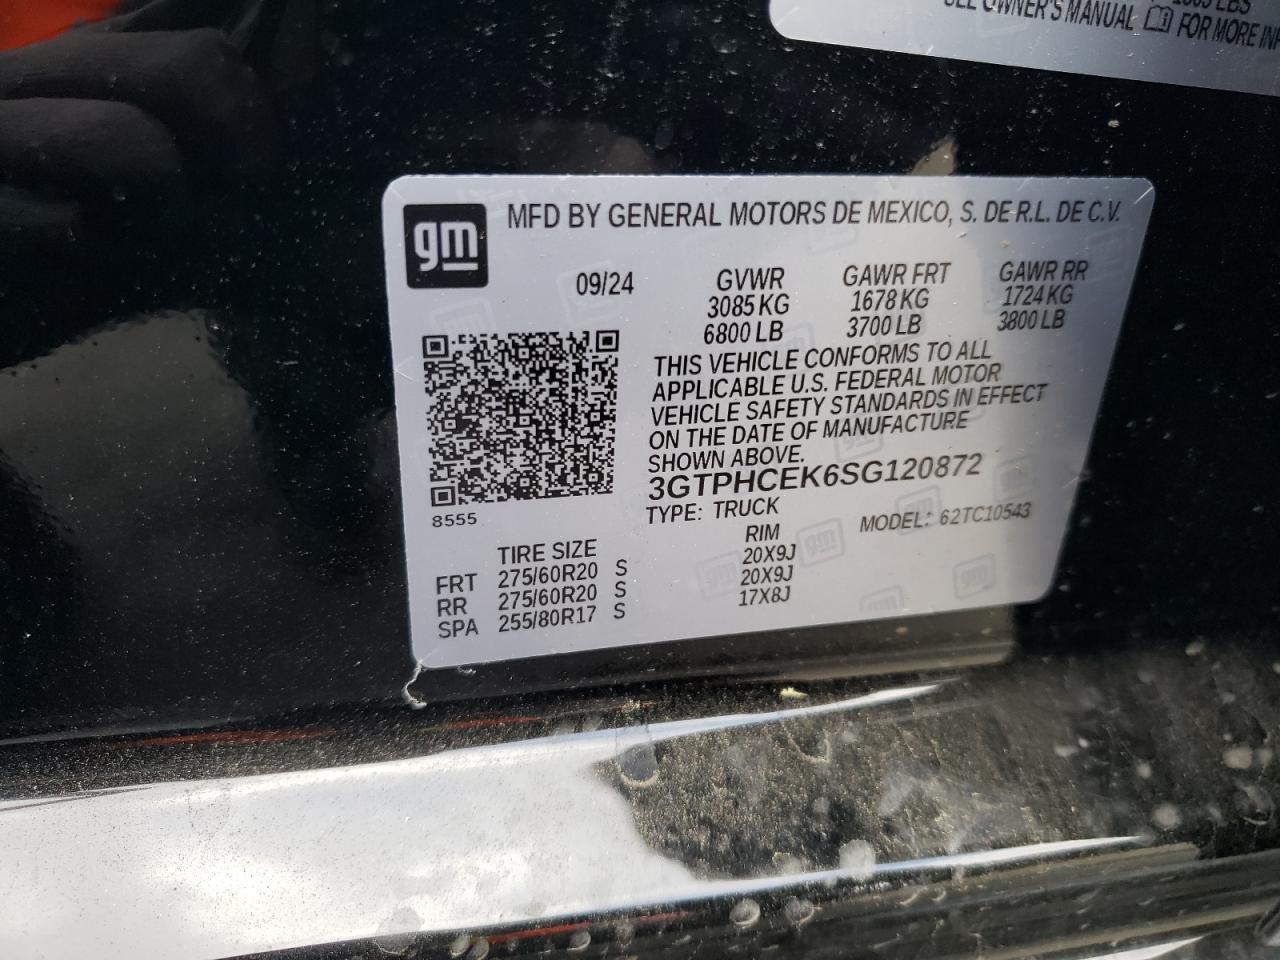 LBS
SEE OWNER'S MANUAL FOR MORE
gm
MFD BY GENERAL MOTORS DE MEXICO, S. DE R.L. DE C.V.
09/24
GVWR GAWR FRT GAWR RR
3085 KG 1678 KG 1724 KG
6800 LB 3700 LB 3800 LB
THIS VEHICLE CONFORMS TO ALL
APPLICABLE U.S. FEDERAL MOTOR
VEHICLE SAFETY STANDARDS IN EFFECT
ON THE DATE OF MANUFACTURE
SHOWN ABOVE.
3GTPHCEK6SG120872
8555
TYPE: TRUCK MODEL: 62TC10543
TIRE SIZE RIM
FRT 275/60R20 S 20X9J
RR 275/60R20 S 20X9J
SPA 255/80R17 S 17X8J